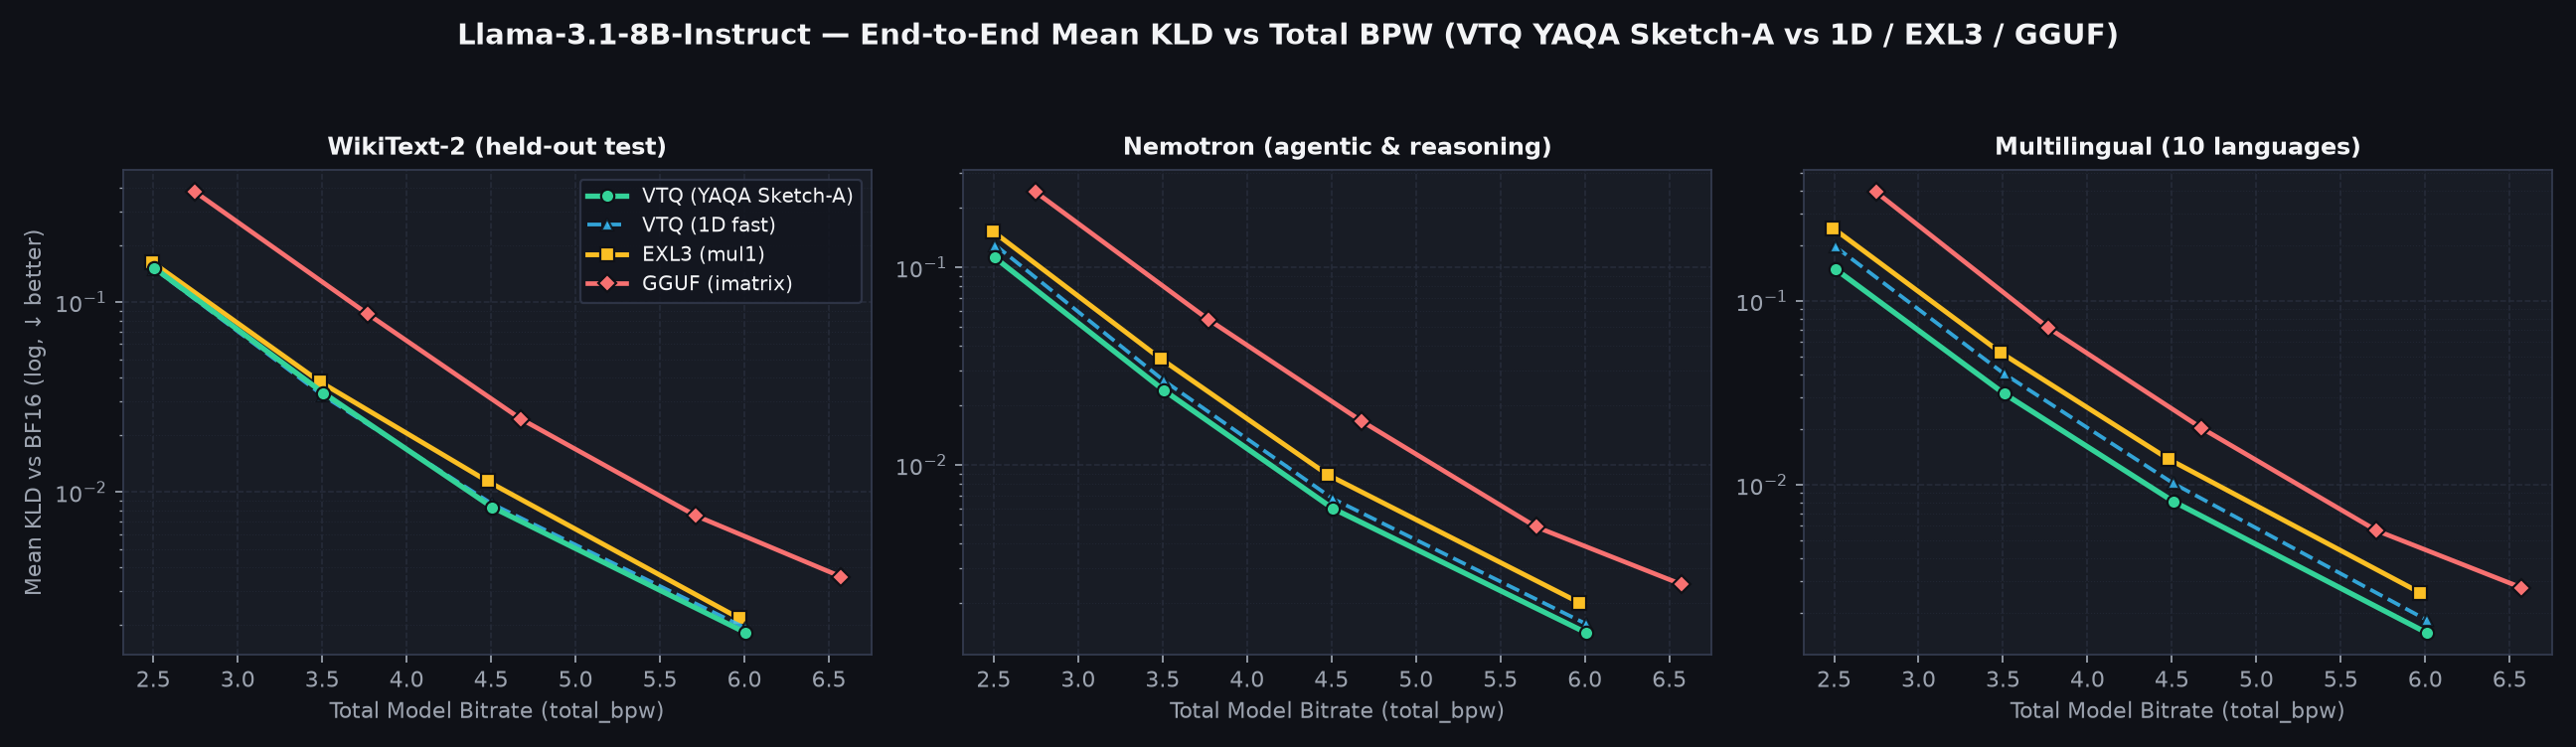 Llama-3.1-8B-Instruct — End-to-End Mean KLD vs Total BPW (VTQ YAQA Sketch-A vs 1D / EXL3 / GGUF)
WikiText-2 (held-out test)
Mean KLD vs BF16 (log, ↓ better)
10⁻¹
10⁻²
VTQ (YAQA Sketch-A)
VTQ (1D fast)
EXL3 (mul1)
GGUF (imatrix)
2.5 3.0 3.5 4.0 4.5 5.0 5.5 6.0 6.5
Total Model Bitrate (total_bpw)
Nemotron (agentic & reasoning)
10⁻¹
10⁻²
2.5 3.0 3.5 4.0 4.5 5.0 5.5 6.0 6.5
Total Model Bitrate (total_bpw)
Multilingual (10 languages)
10⁻¹
10⁻²
2.5 3.0 3.5 4.0 4.5 5.0 5.5 6.0 6.5
Total Model Bitrate (total_bpw)